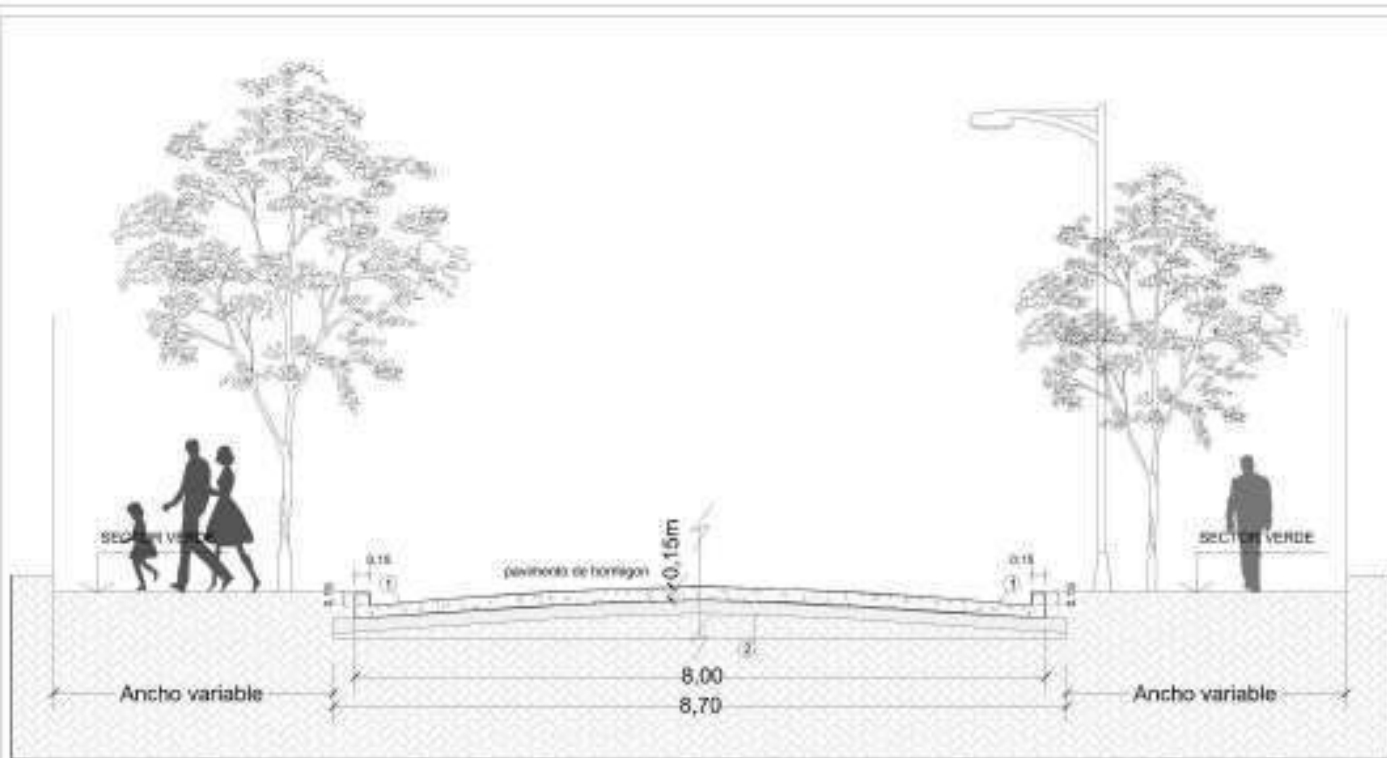 0,15m
SECTOR VERDE
SECTOR VERDE
0.15
pavimento de hormigon
0.15
1
1
2
8.00
Ancho variable
8,70
Ancho variable